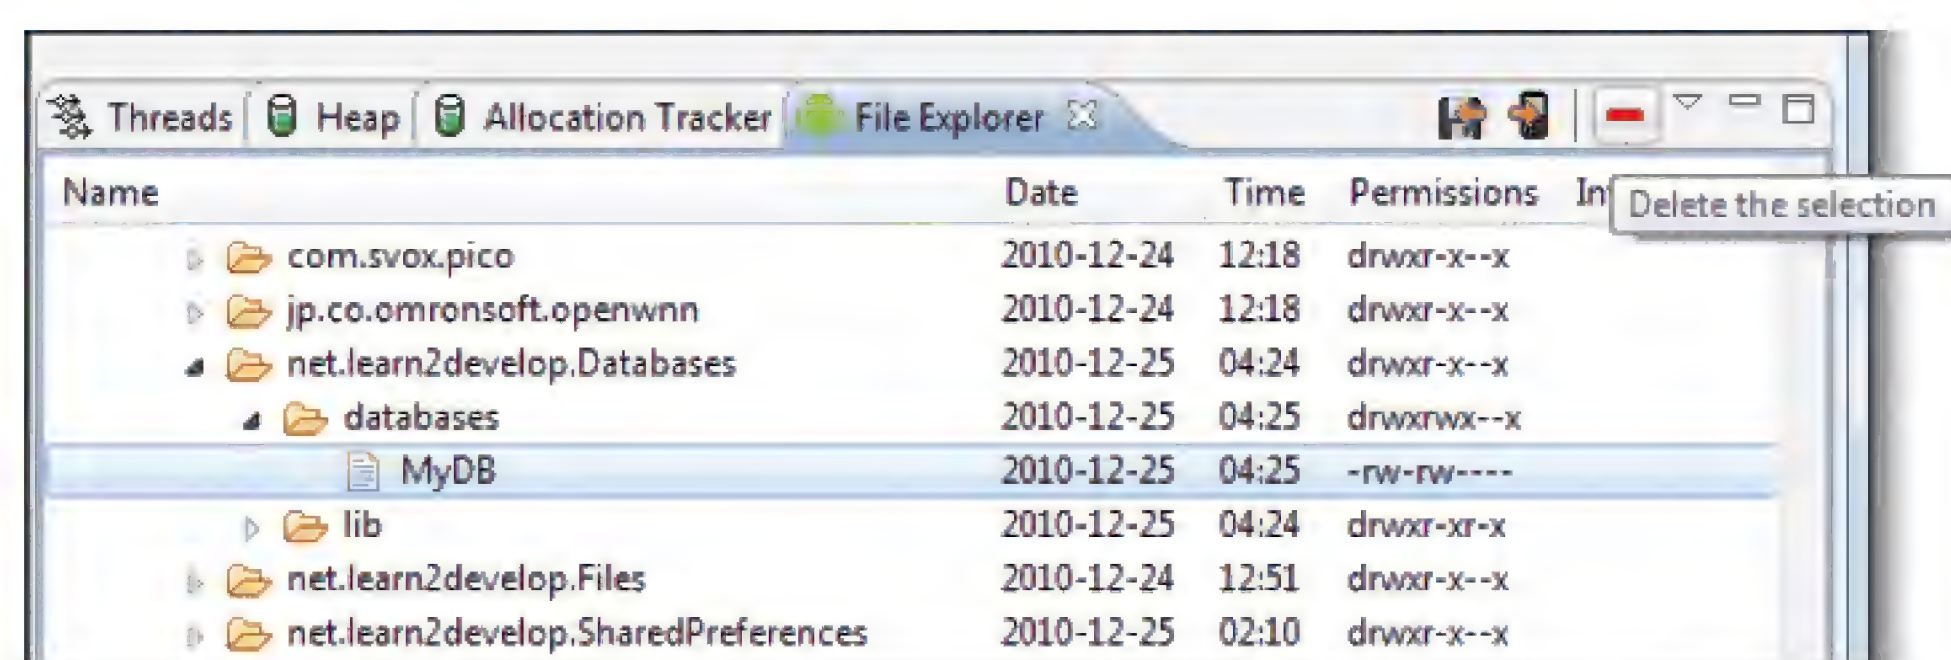 Threads Heap Allocation Tracker File Explorer
Name Date Time Permissions In
Delete the selection
com.svox.pico 2010-12-24 12:18 drwxr-x--x
jp.co.omronsoft.openwnn 2010-12-24 12:18 drwxr-x--x
net.learn2develop.Databases 2010-12-25 04:24 drwxr-x--x
databases 2010-12-25 04:25 drwxrwx--x
MyDB 2010-12-25 04:25 -rw-rw----
lib 2010-12-25 04:24 drwxr-xr-x
net.learn2develop.Files 2010-12-24 12:51 drwxr-x--x
net.learn2develop.SharedPreferences 2010-12-25 02:10 drwxr-x--x